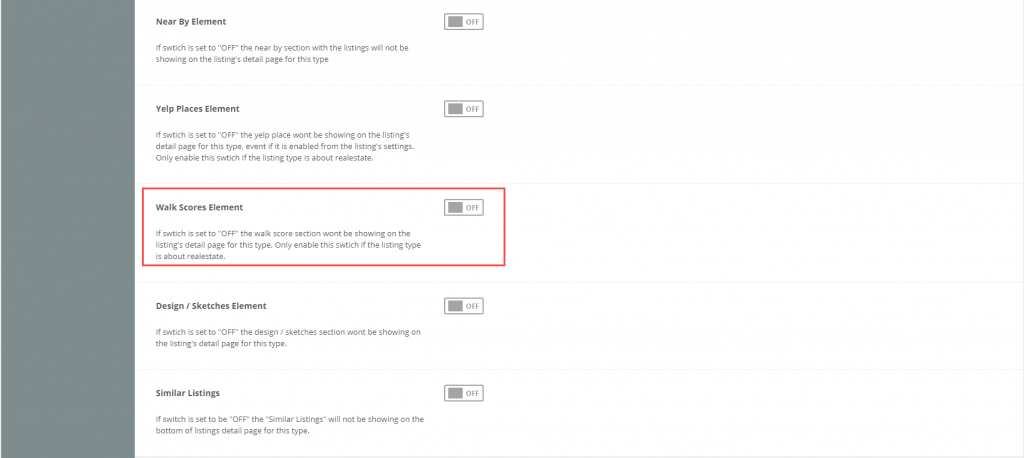 Near By Element
OFF
If swtich is set to "OFF" the near by section with the listings will not be
showing on the listing's detail page for this type
Yelp Places Element
OFF
If swtich is set to "OFF" the yelp place wont be showing on the listing's
detail page for this type, event if it is enabled from the listing's settings.
Only enable this swtich if the listing type is about realestate.
Walk Scores Element
OFF
If swtich is set to "OFF" the walk score section wont be showing on the
listing's detail page for this type. Only enable this swtich if the listing type
is about realestate.
Design / Sketches Element
OFF
If swtich is set to "OFF" the design / sketches section wont be showing on
the listing's detail page for this type.
Similar Listings
OFF
If switch is set to be "OFF" the "Similar Listings" will not be showing on the
bottom of listings detail page for this type.